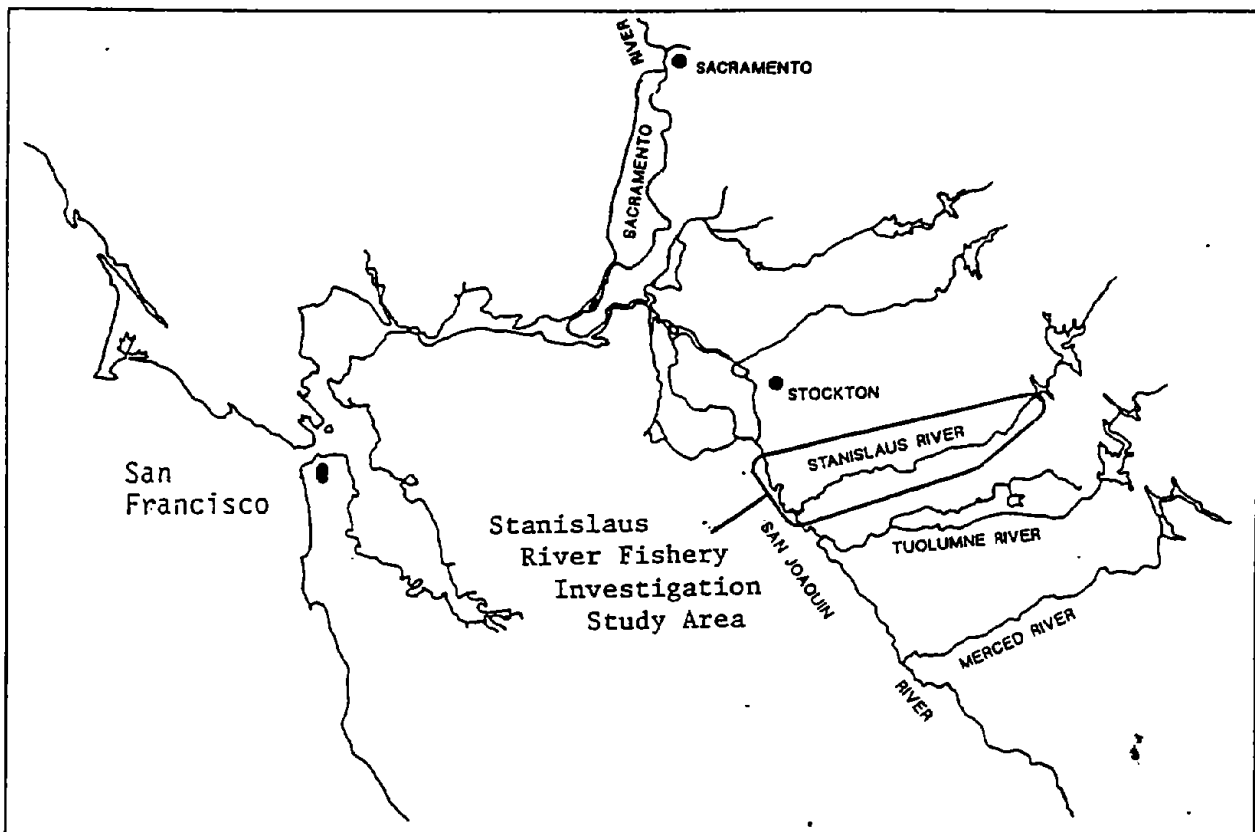 RIVER
SACRAMENTO
SACRAMENTO
STOCKTON
STANISLAUS RIVER
San
Francisco
Stanislaus
River Fishery
Investigation
Study Area
SAN JOAQUIN
TUOLUMNE RIVER
MERCED RIVER
RIVER